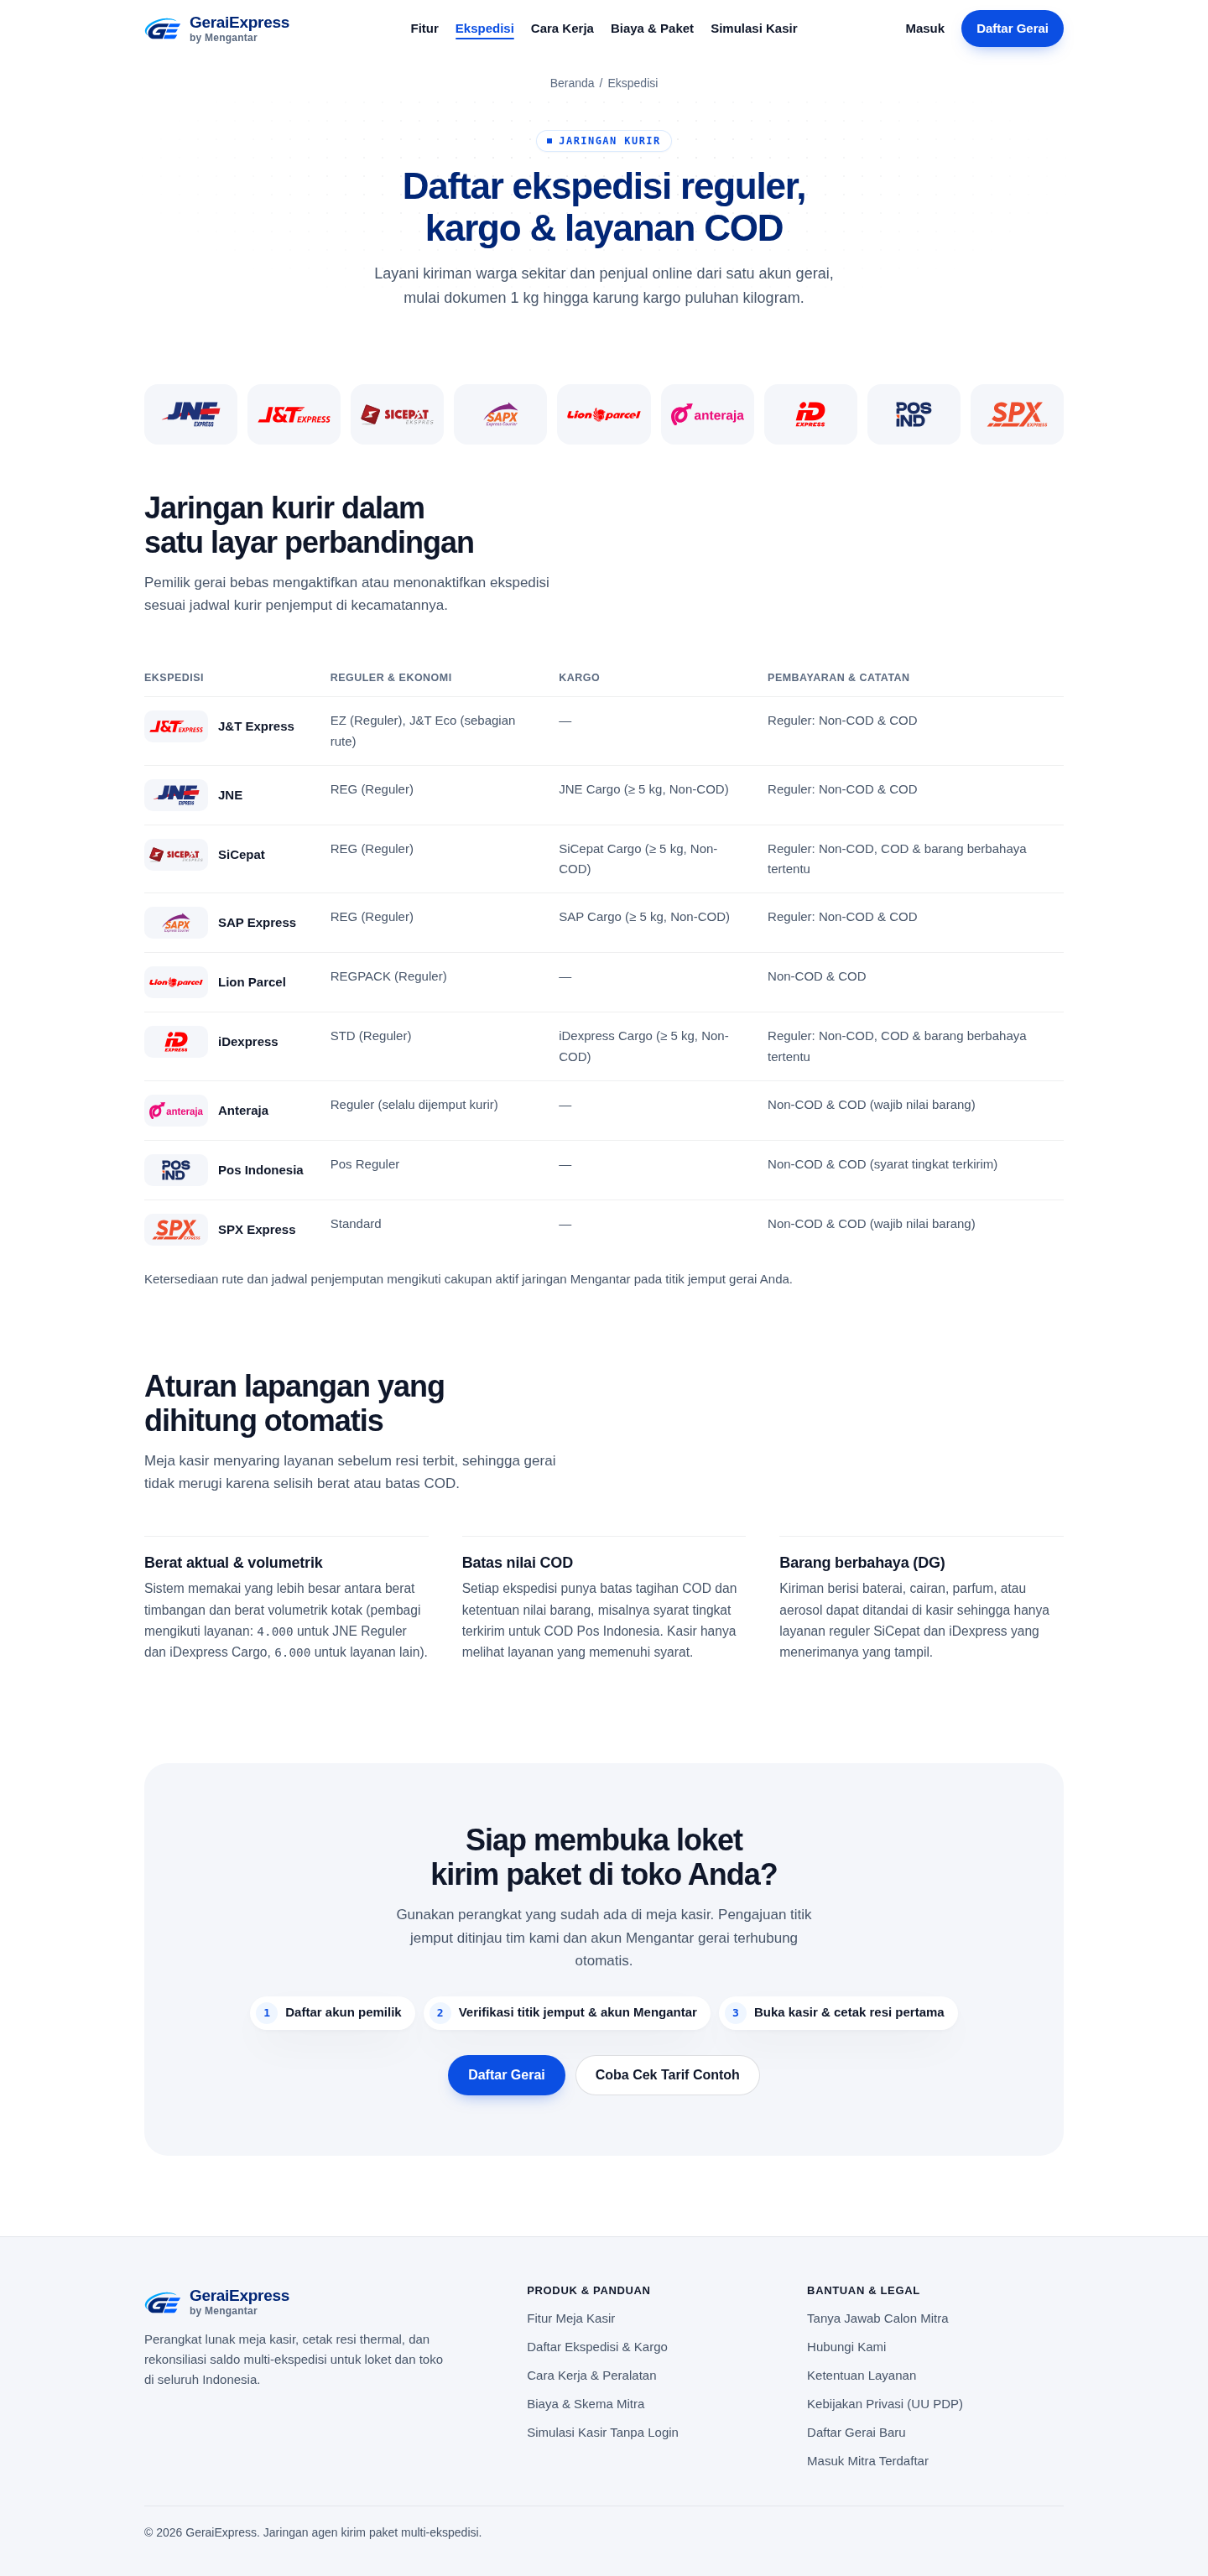 GeraiExpress
by Mengantar
Fitur
Ekspedisi
Cara Kerja
Biaya & Paket
Simulasi Kasir
Masuk
Daftar Gerai
Beranda / Ekspedisi
JARINGAN KURIR
Daftar ekspedisi reguler,
kargo & layanan COD
Layani kiriman warga sekitar dan penjual online dari satu akun gerai,
mulai dokumen 1 kg hingga karung kargo puluhan kilogram.
JNE EXPRESS
J&T EXPRESS
SICEPAT EKSPRES
SAPX Express Courier
Lion parcel
anteraja
iD EXPRESS
POS IND
SPX EXPRESS
Jaringan kurir dalam
satu layar perbandingan
Pemilik gerai bebas mengaktifkan atau menonaktifkan ekspedisi
sesuai jadwal kurir penjemput di kecamatannya.
EKSPEDISI
REGULER & EKONOMI
KARGO
PEMBAYARAN & CATATAN
J&T EXPRESS
J&T Express
EZ (Reguler), J&T Eco (sebagian
rute)
—
Reguler: Non-COD & COD
JNE EXPRESS
JNE
REG (Reguler)
JNE Cargo (≥ 5 kg, Non-COD)
Reguler: Non-COD & COD
SICEPAT EKSPRES
SiCepat
REG (Reguler)
SiCepat Cargo (≥ 5 kg, Non-
COD)
Reguler: Non-COD, COD & barang berbahaya
tertentu
SAPX Express Courier
SAP Express
REG (Reguler)
SAP Cargo (≥ 5 kg, Non-COD)
Reguler: Non-COD & COD
Lion parcel
Lion Parcel
REGPACK (Reguler)
—
Non-COD & COD
iD EXPRESS
iDexpress
STD (Reguler)
iDexpress Cargo (≥ 5 kg, Non-
COD)
Reguler: Non-COD, COD & barang berbahaya
tertentu
anteraja
Anteraja
Reguler (selalu dijemput kurir)
—
Non-COD & COD (wajib nilai barang)
POS IND
Pos Indonesia
Pos Reguler
—
Non-COD & COD (syarat tingkat terkirim)
SPX EXPRESS
SPX Express
Standard
—
Non-COD & COD (wajib nilai barang)
Ketersediaan rute dan jadwal penjemputan mengikuti cakupan aktif jaringan Mengantar pada titik jemput gerai Anda.
Aturan lapangan yang
dihitung otomatis
Meja kasir menyaring layanan sebelum resi terbit, sehingga gerai
tidak merugi karena selisih berat atau batas COD.
Berat aktual & volumetrik
Sistem memakai yang lebih besar antara berat
timbangan dan berat volumetrik kotak (pembagi
mengikuti layanan: 4.000 untuk JNE Reguler
dan iDexpress Cargo, 6.000 untuk layanan lain).
Batas nilai COD
Setiap ekspedisi punya batas tagihan COD dan
ketentuan nilai barang, misalnya syarat tingkat
terkirim untuk COD Pos Indonesia. Kasir hanya
melihat layanan yang memenuhi syarat.
Barang berbahaya (DG)
Kiriman berisi baterai, cairan, parfum, atau
aerosol dapat ditandai di kasir sehingga hanya
layanan reguler SiCepat dan iDexpress yang
menerimanya yang tampil.
Siap membuka loket
kirim paket di toko Anda?
Gunakan perangkat yang sudah ada di meja kasir. Pengajuan titik
jemput ditinjau tim kami dan akun Mengantar gerai terhubung
otomatis.
1 Daftar akun pemilik
2 Verifikasi titik jemput & akun Mengantar
3 Buka kasir & cetak resi pertama
Daftar Gerai
Coba Cek Tarif Contoh
GeraiExpress
by Mengantar
Perangkat lunak meja kasir, cetak resi thermal, dan
rekonsiliasi saldo multi-ekspedisi untuk loket dan toko
di seluruh Indonesia.
PRODUK & PANDUAN
Fitur Meja Kasir
Daftar Ekspedisi & Kargo
Cara Kerja & Peralatan
Biaya & Skema Mitra
Simulasi Kasir Tanpa Login
BANTUAN & LEGAL
Tanya Jawab Calon Mitra
Hubungi Kami
Ketentuan Layanan
Kebijakan Privasi (UU PDP)
Daftar Gerai Baru
Masuk Mitra Terdaftar
© 2026 GeraiExpress. Jaringan agen kirim paket multi-ekspedisi.